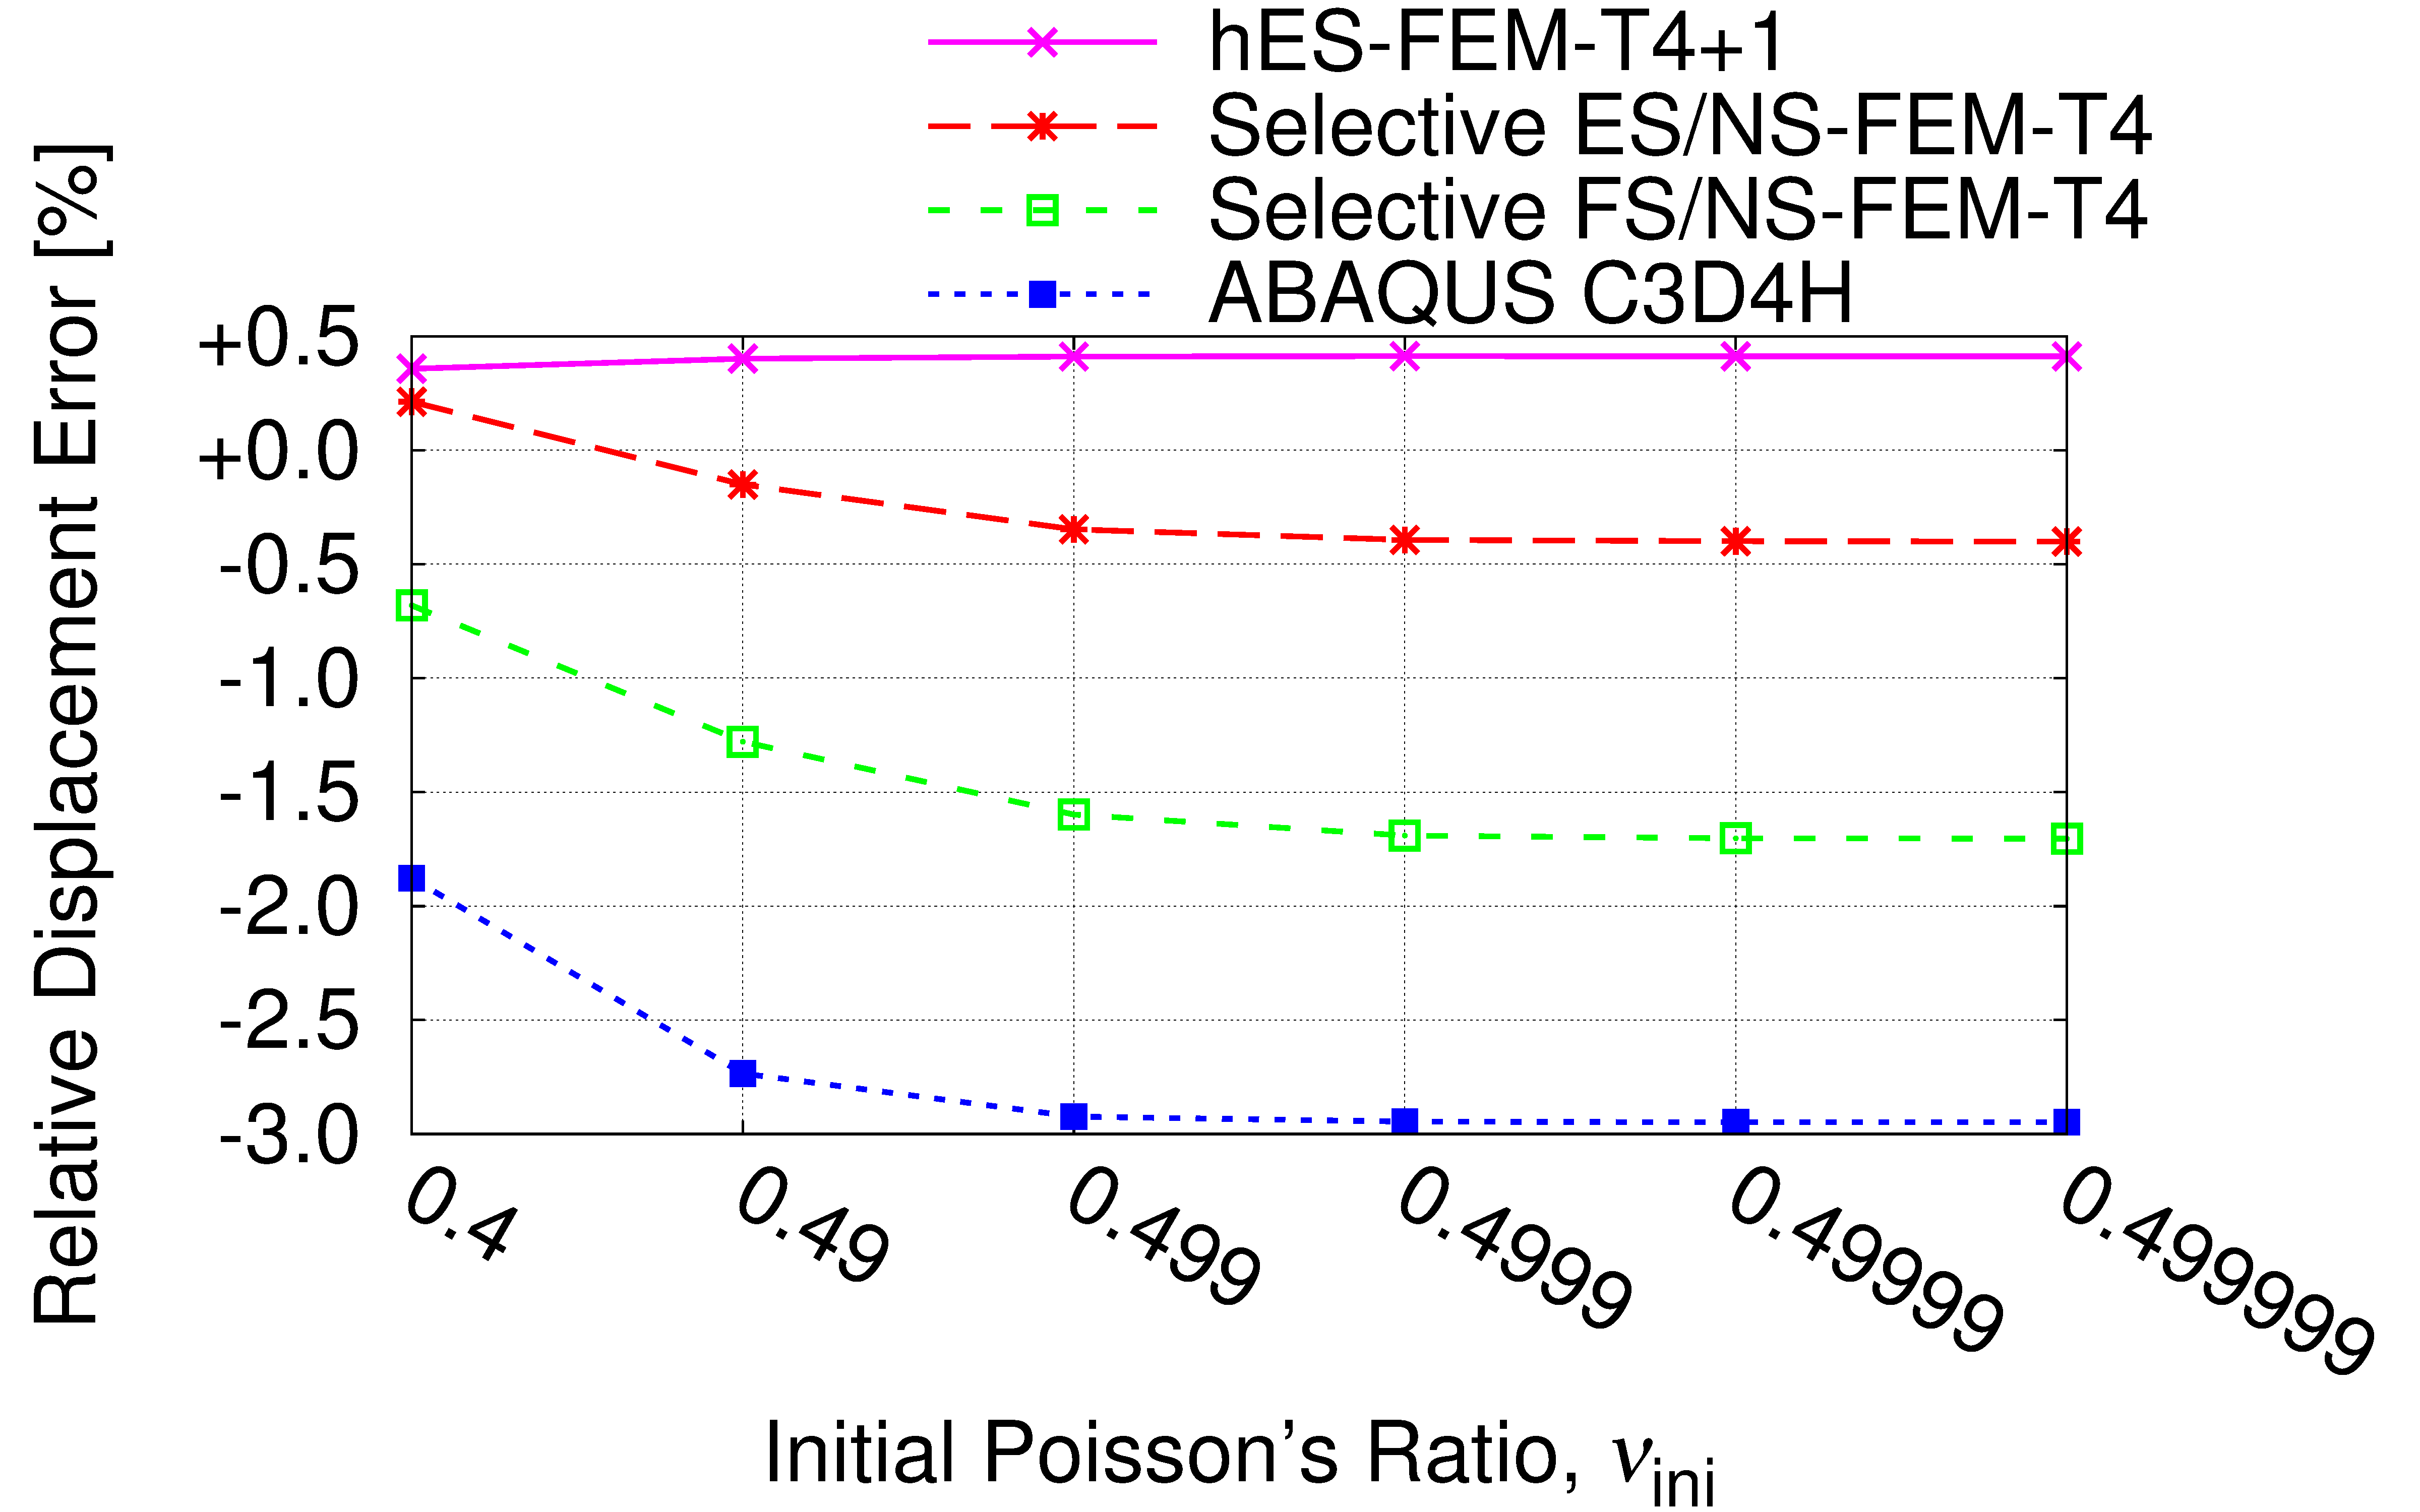 hES-FEM-T4+1
Selective ES/NS-FEM-T4
Selective FS/NS-FEM-T4
ABAQUS C3D4H
Relative Displacement Error [%]
+0.5
+0.0
-0.5
-1.0
-1.5
-2.0
-2.5
-3.0
0.4
0.49
0.499
0.4999
0.49999
0.499999
Initial Poisson's Ratio, νini